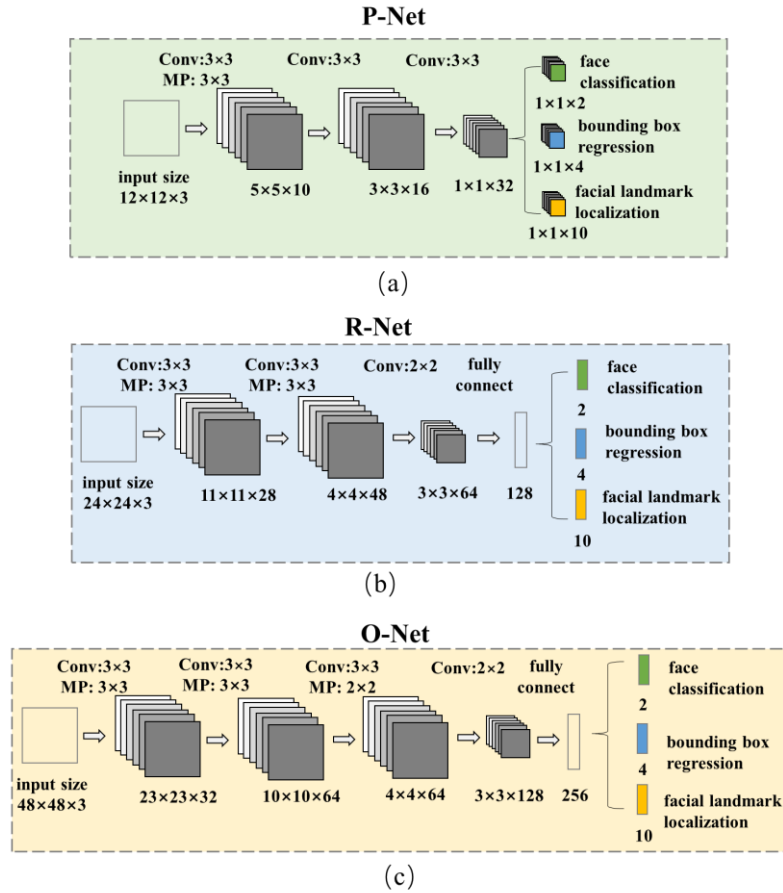 P-Net
Conv:3×3 Conv:3×3 Conv:3×3
MP: 3×3
face
classification
1×1×2
bounding box
regression
1×1×4
facial landmark
localization
1×1×10
input size
12×12×3
5×5×10
3×3×16
1×1×32
(a)
R-Net
Conv:3×3 Conv:3×3 Conv:2×2 fully
MP: 3×3 MP: 3×3 connect
face
classification
2
bounding box
regression
4
facial landmark
localization
10
input size
24×24×3
11×11×28
4×4×48
3×3×64
128
(b)
O-Net
Conv:3×3 Conv:3×3 Conv:3×3 Conv:2×2 fully
MP: 3×3 MP: 3×3 MP: 2×2 connect
face
classification
2
bounding box
regression
4
facial landmark
localization
10
input size
48×48×3
23×23×32
10×10×64
4×4×64
3×3×128
256
(c)